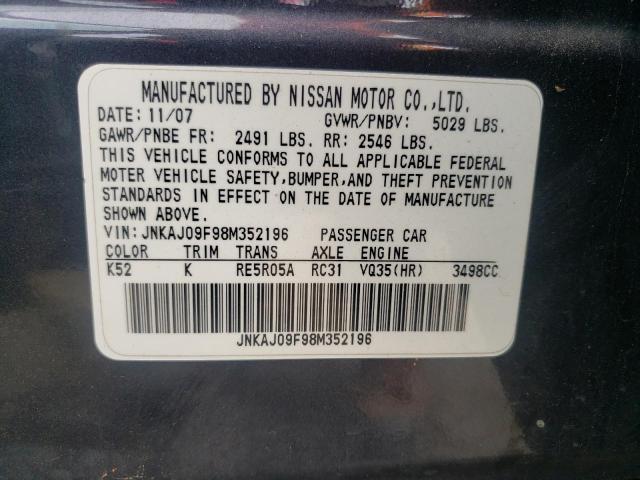 MANUFACTURED BY NISSAN MOTOR CO.,LTD.
DATE: 11/07 GVWR/PNBV: 5029 LBS.
GAWR/PNBE FR: 2491 LBS. RR: 2546 LBS.
THIS VEHICLE CONFORMS TO ALL APPLICABLE FEDERAL
MOTOR VEHICLE SAFETY,BUMPER,AND THEFT PREVENTION
STANDARDS IN EFFECT ON THE DATE OF MANUFACTURE
SHOWN ABOVE.
VIN:JNKAJ09F98M352196 PASSENGER CAR
COLOR TRIM TRANS AXLE ENGINE
K52 K RE5R05A RC31 VQ35(HR) 3498CC
JNKAJ09F98M352196